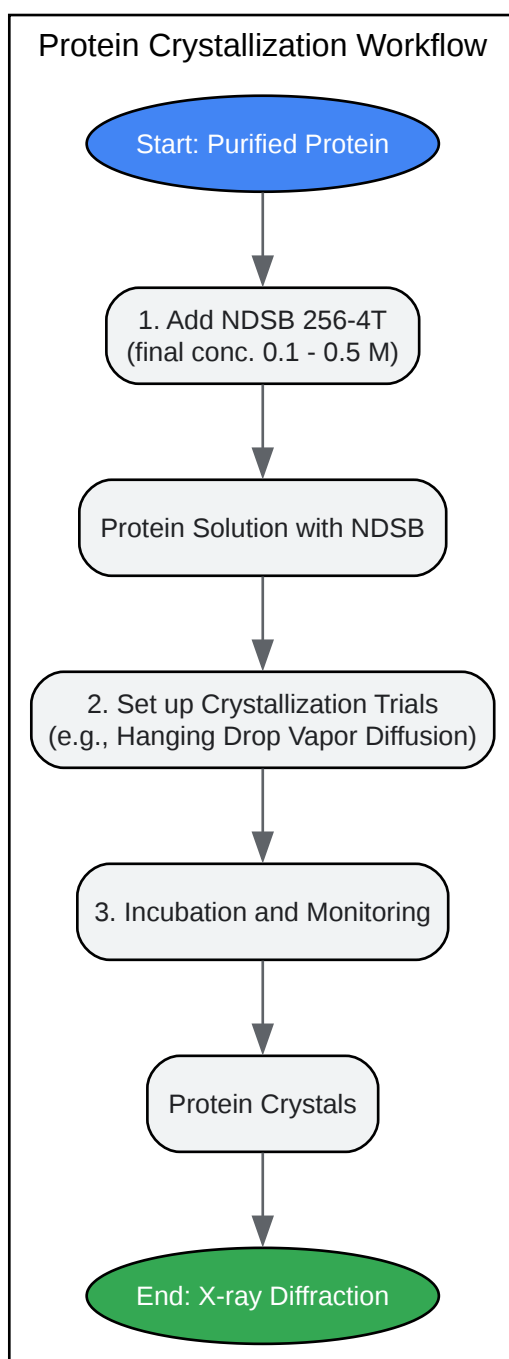 Protein Crystallization Workflow
Start: Purified Protein
1. Add NDSB 256-4T
(final conc. 0.1 - 0.5 M)
Protein Solution with NDSB
2. Set up Crystallization Trials
(e.g., Hanging Drop Vapor Diffusion)
3. Incubation and Monitoring
Protein Crystals
End: X-ray Diffraction